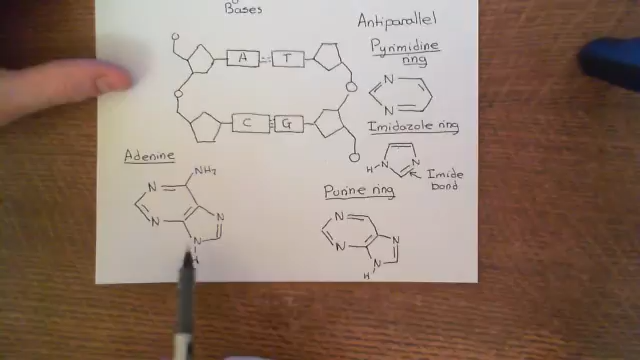 Bases
Antiparallel
Pyrimidine
ring
A
T
N
N
C
G
Imidazole ring
H
N
N
Imide
bond
Adenine
NH₂
N
N
N
N
H
Purine ring
N
N
N
N
H